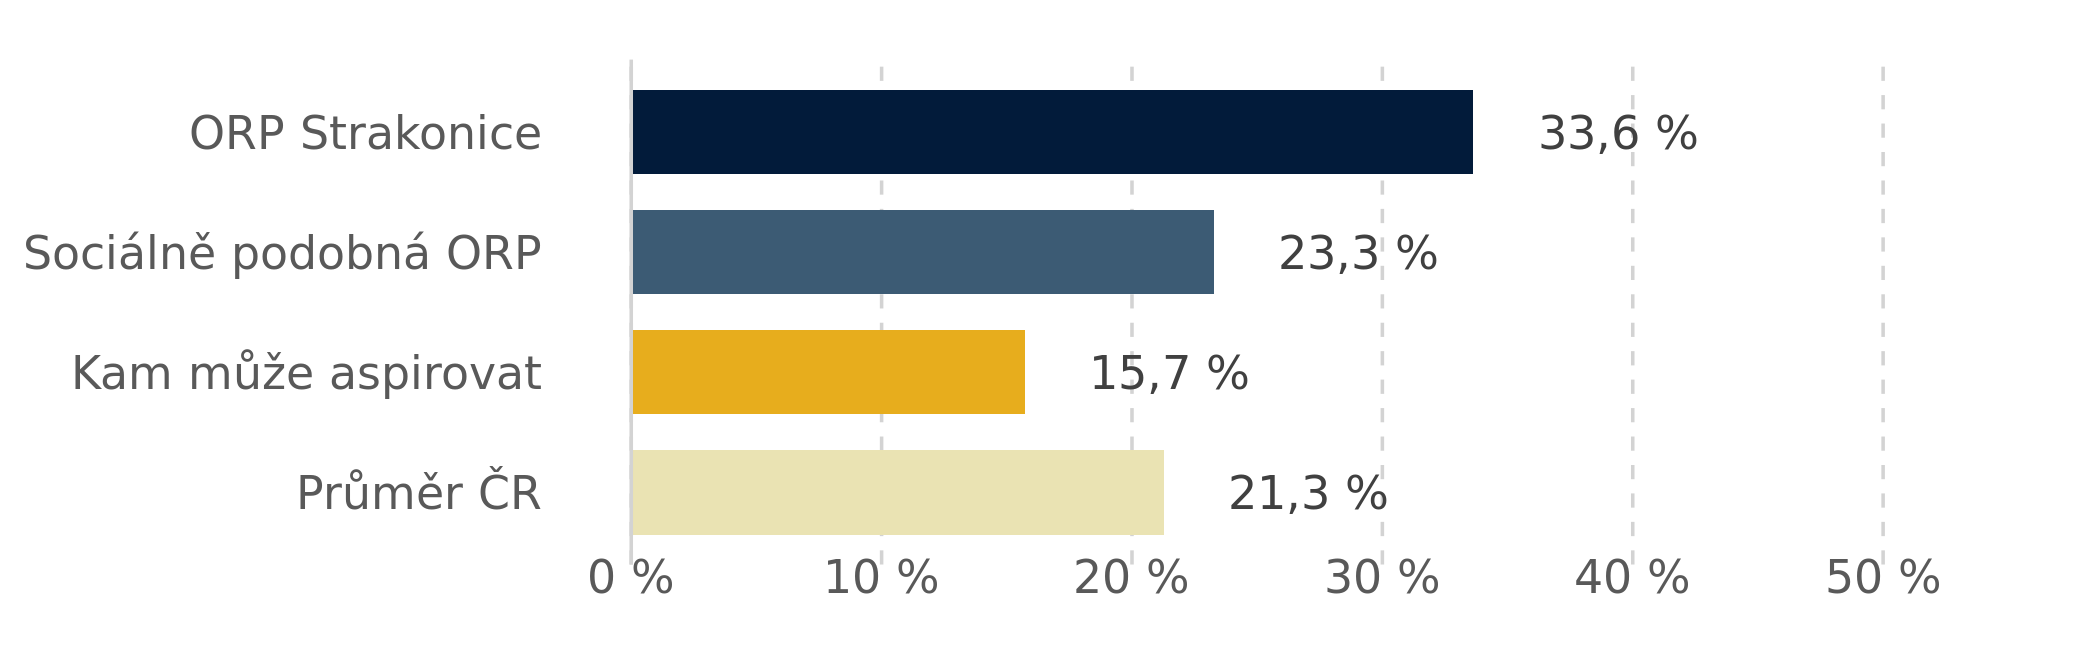 ORP Strakonice 33,6 %
Sociálně podobná ORP 23,3 %
Kam může aspirovat 15,7 %
Průměr ČR 21,3 %
0 % 10 % 20 % 30 % 40 % 50 %